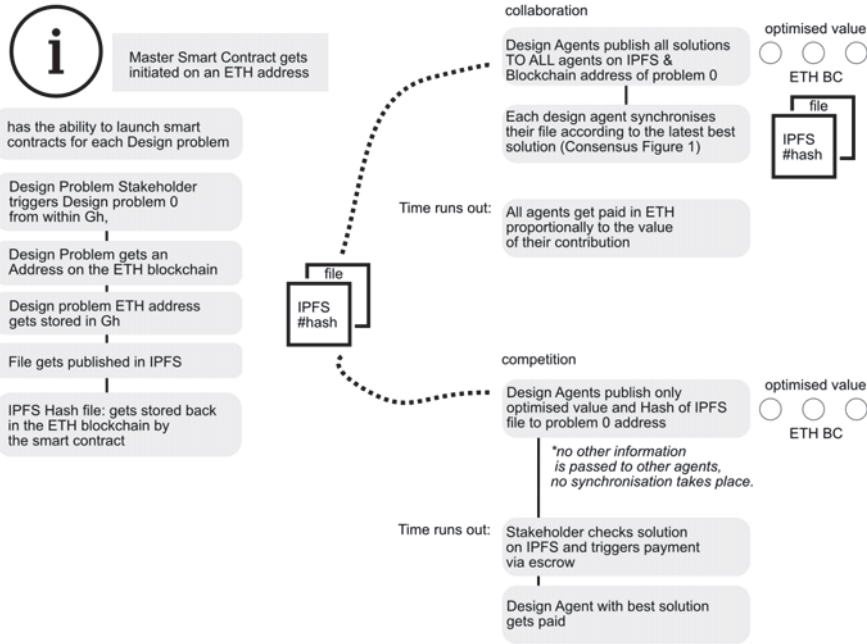 i
Master Smart Contract gets
initiated on an ETH address
has the ability to launch smart
contracts for each Design problem
Design Problem Stakeholder
triggers Design problem 0
from within Gh,
Design Problem gets an
Address on the ETH blockchain
Design problem ETH address
gets stored in Gh
File gets published in IPFS
IPFS Hash file: gets stored back
in the ETH blockchain by
the smart contract
file
IPFS
#hash
collaboration
Design Agents publish all solutions
TO ALL agents on IPFS &
Blockchain address of problem 0
optimised value
ETH BC
Each design agent synchronises
their file according to the latest best
solution (Consensus Figure 1)
file
IPFS
#hash
Time runs out:
All agents get paid in ETH
proportionally to the value
of their contribution
competition
Design Agents publish only
optimised value and Hash of IPFS
file to problem 0 address
optimised value
ETH BC
*no other information
is passed to other agents,
no synchronisation takes place.
Time runs out:
Stakeholder checks solution
on IPFS and triggers payment
via escrow
Design Agent with best solution
gets paid